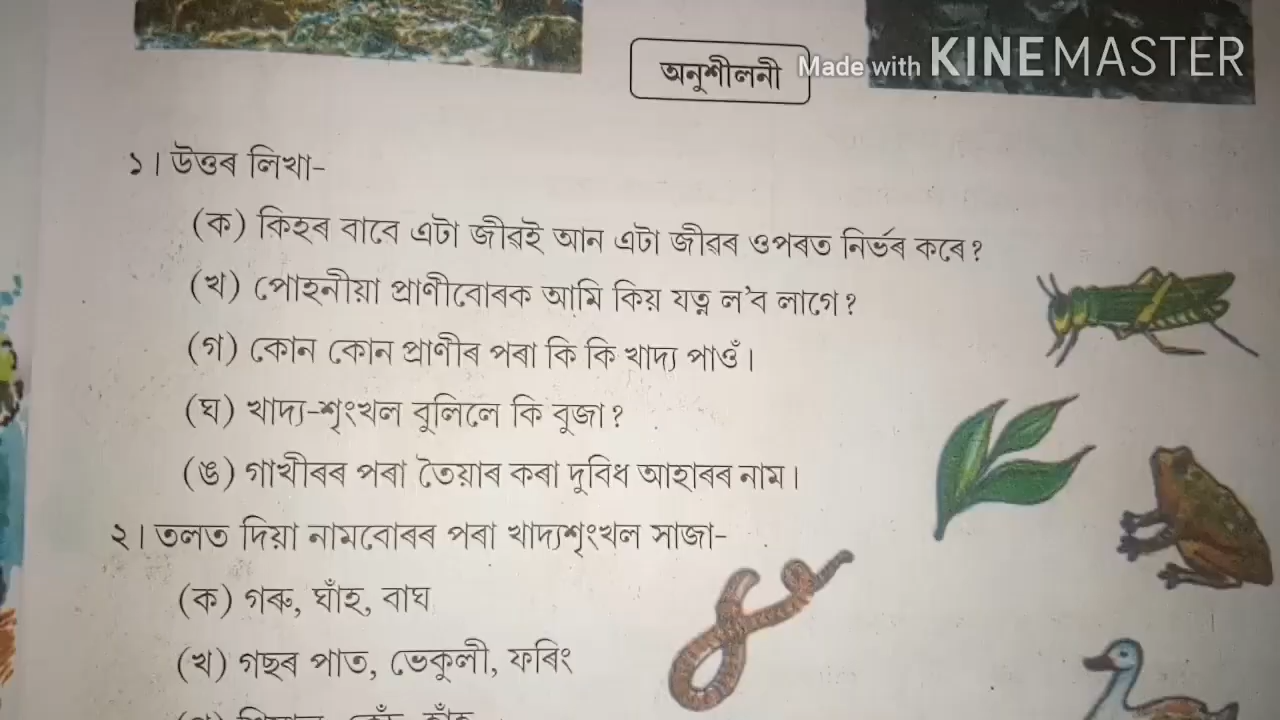 অনুশীলনী
Made with KINEMASTER
১। উত্তৰ লিখা-
(ক) কিহৰ বাবে এটা জীৱই আন এটা জীৱৰ ওপৰত নিৰ্ভৰ কৰে?
(খ) পোহনীয়া প্ৰাণীবোৰক আমি কিয় যত্ন ল’ব লাগে?
(গ) কোন কোন প্ৰাণীৰ পৰা কি কি খাদ্য পাওঁ।
(ঘ) খাদ্য-শৃংখল বুলিলে কি বুজা?
(ঙ) গাখীৰৰ পৰা তৈয়াৰ কৰা দুবিধ আহাৰৰ নাম।
২। তলত দিয়া নামবোৰৰ পৰা খাদ্যশৃংখল সাজা-
(ক) গৰু, ঘাঁহ, বাঘ
(খ) গছৰ পাত, ভেকুলী, ফৰিং